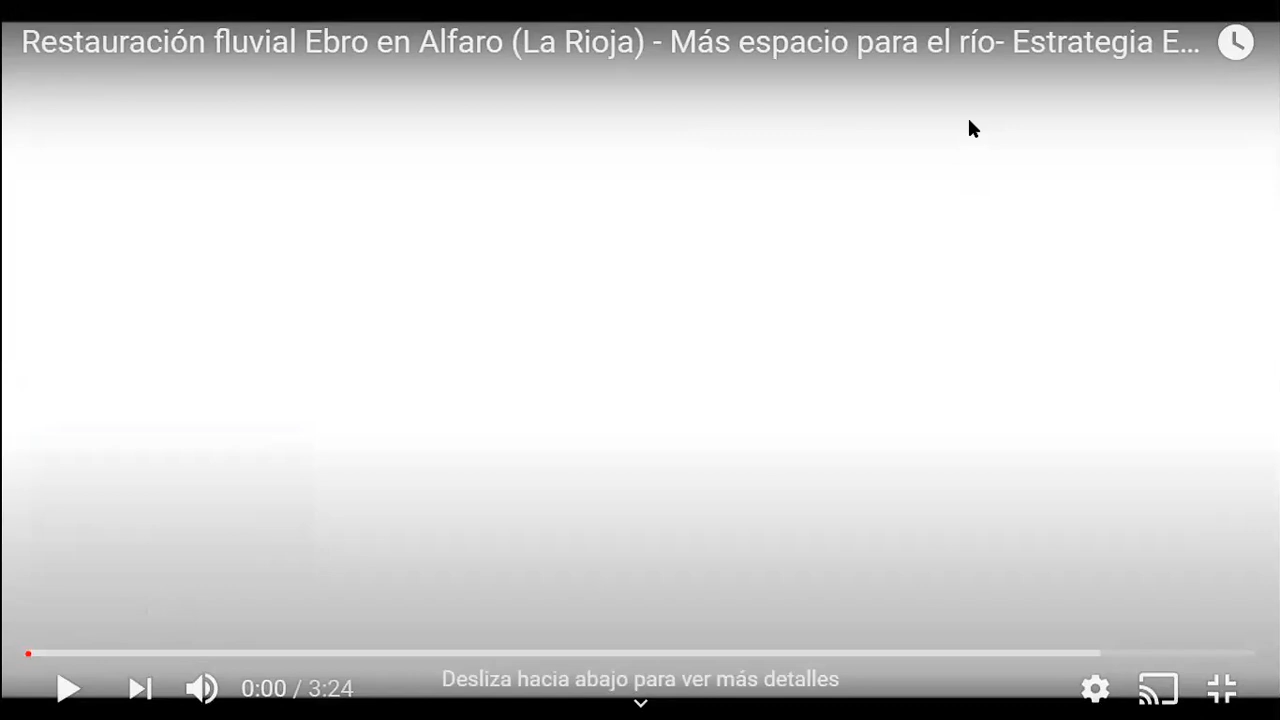 Restauración fluvial Ebro en Alfaro (La Rioja) - Más espacio para el río- Estrategia E...
Desliza hacia abajo para ver más detalles
0:00 / 3:24